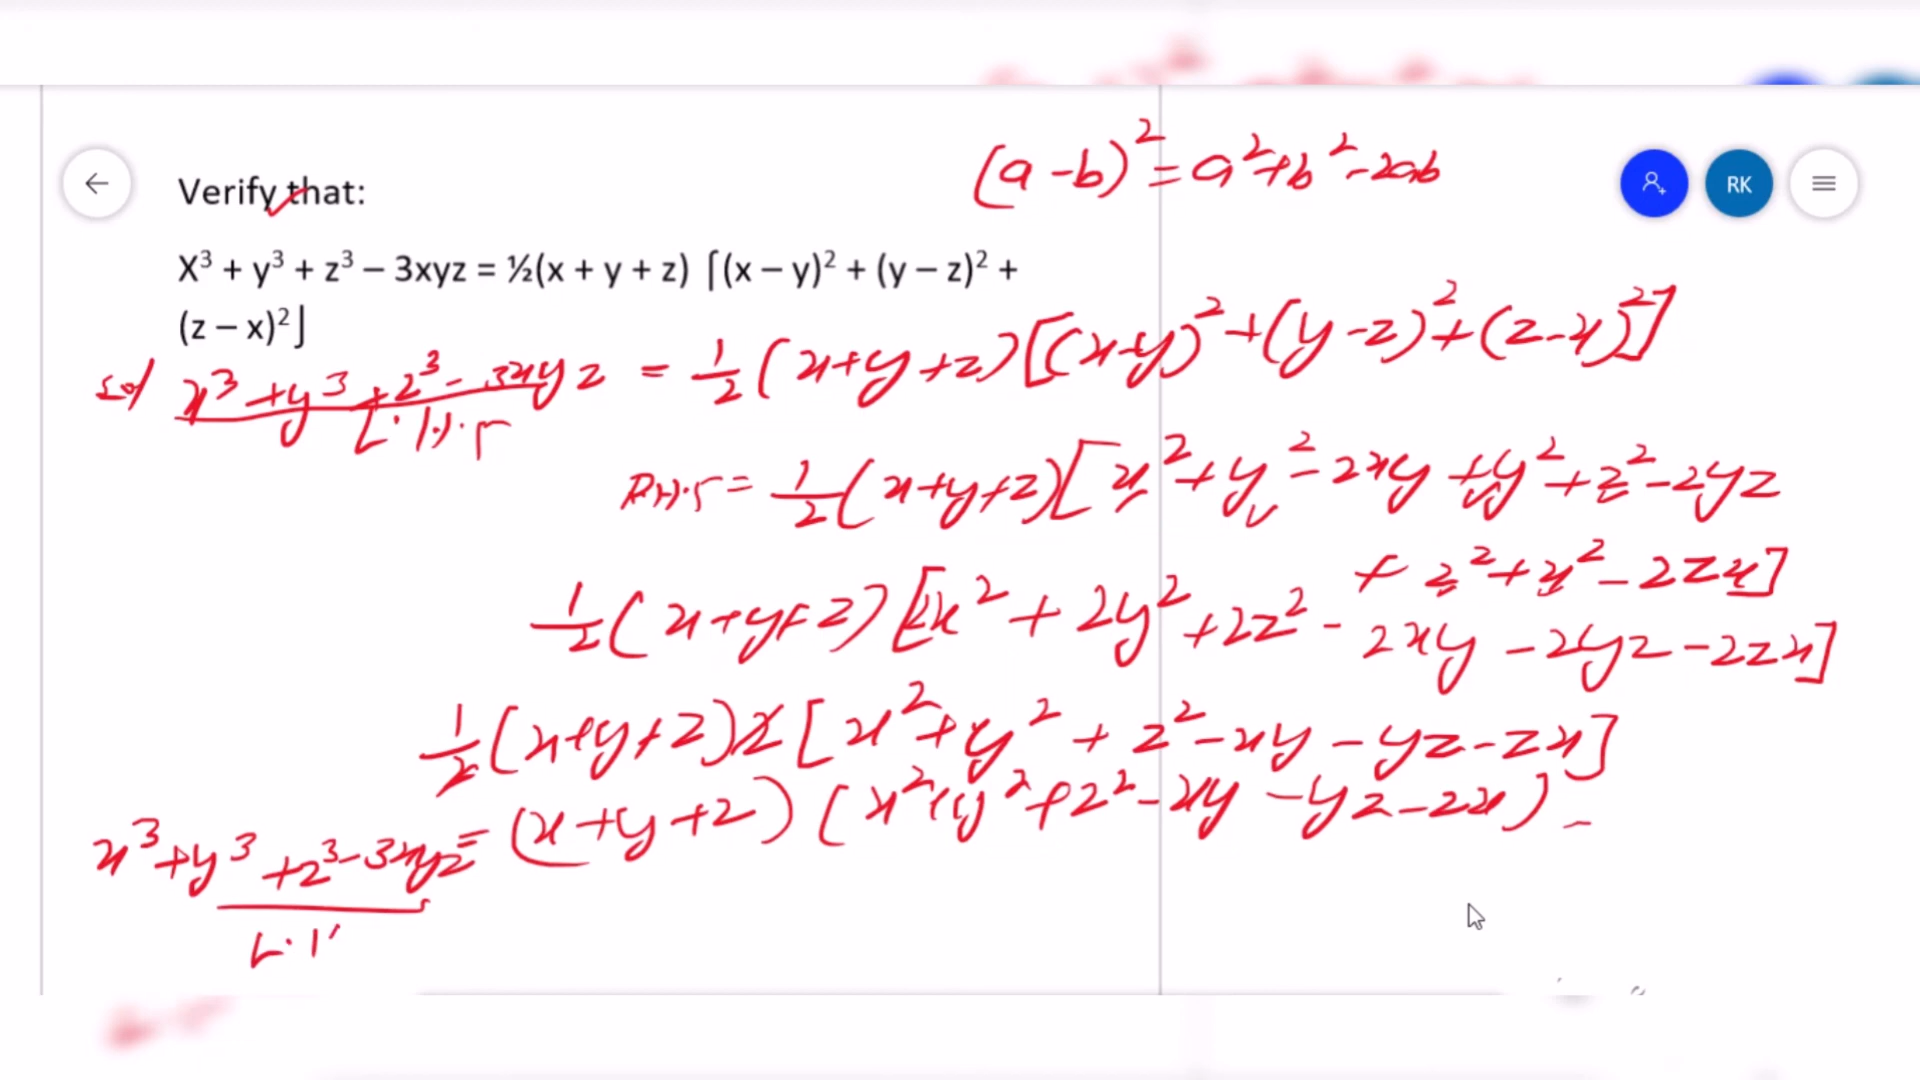 (a-b)² = a²+b²-2ab
RK
Verify that:
X³ + y³ + z³ – 3xyz = ½(x + y + z) ⌈(x – y)² + (y – z)² +
(z – x)²⌋
Sol x³+y³+z³-3xyz = 1/2 (x+y+z)[(x-y)²+(y-z)²+(z-x)²]
L.H.S
RH.S = 1/2 (x+y+z)[x²+y²-2xy+y²+z²-2yz
+ z²+x²-2zx]
1/2 (x+y+z)[2x²+2y²+2z²-2xy-2yz-2zx]
1/2 (x+y+z)2[x²+y²+z²-xy-yz-zx]
x³+y³+z³-3xyz = (x+y+z)(x²+y²+z²-xy-yz-zx)
L.H